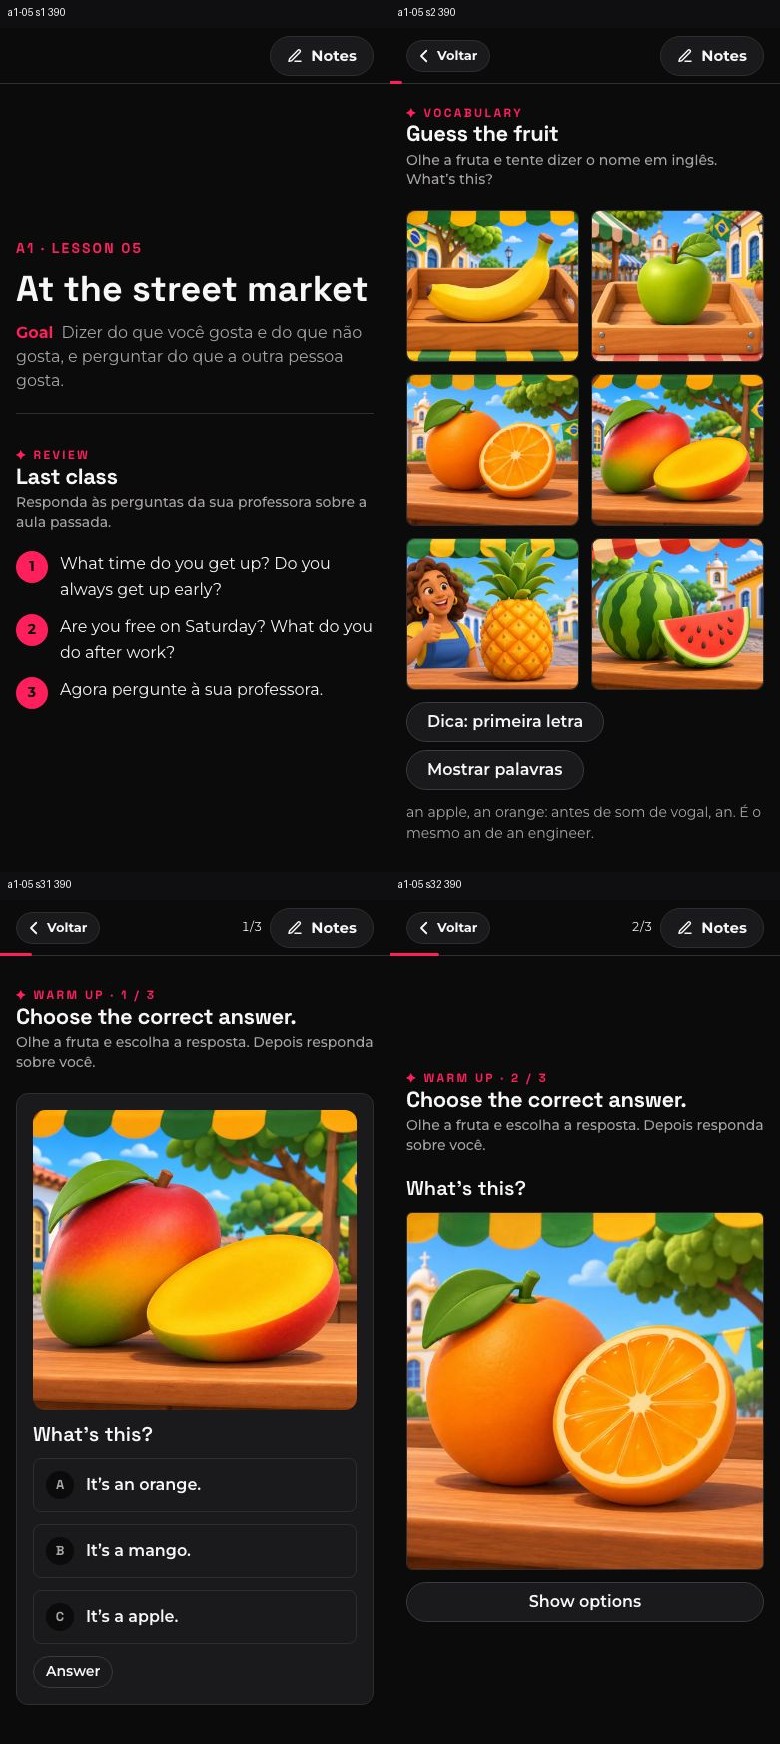 a1-05 s1 390
Notes
A1 · LESSON 05
At the street market
Goal Dizer do que você gosta e do que não
gosta, e perguntar do que a outra pessoa
gosta.
REVIEW
Last class
Responda às perguntas da sua professora sobre a
aula passada.
1 What time do you get up? Do you
always get up early?
2 Are you free on Saturday? What do you
do after work?
3 Agora pergunte à sua professora.
a1-05 s2 390
Voltar
Notes
VOCABULARY
Guess the fruit
Olhe a fruta e tente dizer o nome em inglês.
What's this?
Dica: primeira letra
Mostrar palavras
an apple, an orange: antes de som de vogal, an. É o
mesmo an de an engineer.
a1-05 s31 390
Voltar
1/3
Notes
WARM UP · 1 / 3
Choose the correct answer.
Olhe a fruta e escolha a resposta. Depois responda
sobre você.
What's this?
A It's an orange.
B It's a mango.
C It's a apple.
Answer
a1-05 s32 390
Voltar
2/3
Notes
WARM UP · 2 / 3
Choose the correct answer.
Olhe a fruta e escolha a resposta. Depois responda
sobre você.
What's this?
Show options